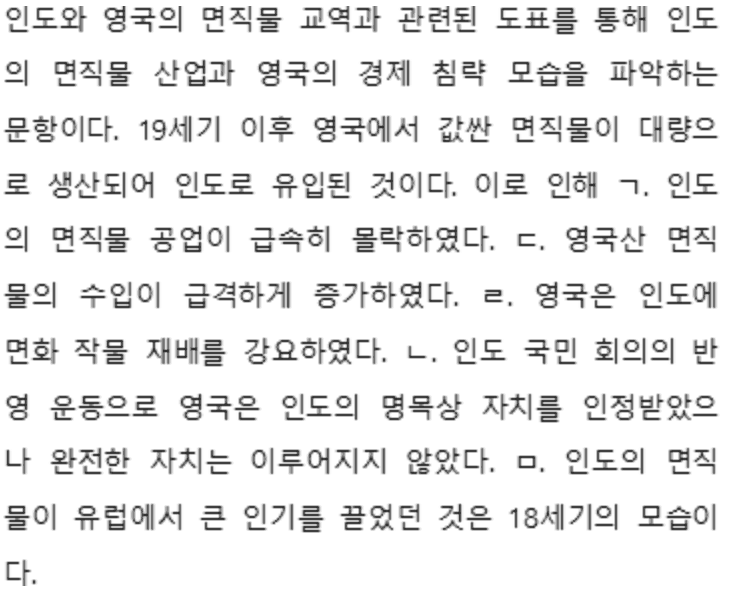 인도와 영국의 면직물 교역과 관련된 도표를 통해 인도
의 면직물 산업과 영국의 경제 침략 모습을 파악하는
문항이다. 19세기 이후 영국에서 값싼 면직물이 대량으
로 생산되어 인도로 유입된 것이다. 이로 인해 ㄱ. 인도
의 면직물 공업이 급속히 몰락하였다. ㄷ. 영국산 면직
물의 수입이 급격하게 증가하였다. ㄹ. 영국은 인도에
면화 작물 재배를 강요하였다. ㄴ. 인도 국민 회의의 반
영 운동으로 영국은 인도의 명목상 자치를 인정받았으
나 완전한 자치는 이루어지지 않았다. ㅁ. 인도의 면직
물이 유럽에서 큰 인기를 끌었던 것은 18세기의 모습이
다.